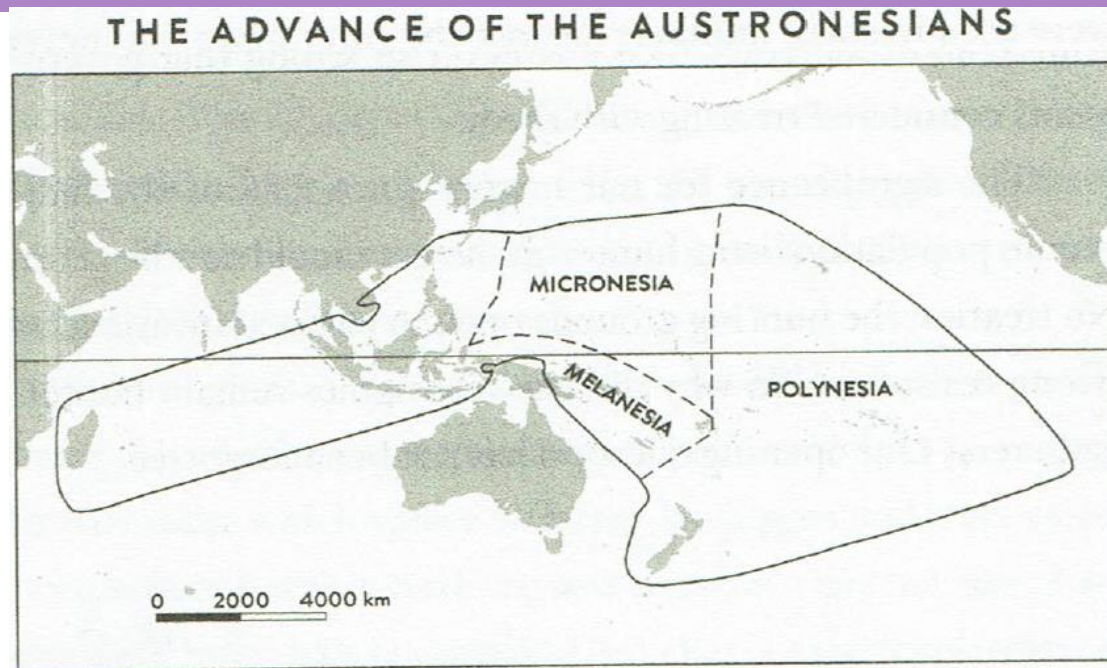 THE ADVANCE OF THE AUSTRONESIANS
MICRONESIA
MELANESIA
POLYNESIA
0 2000 4000 km